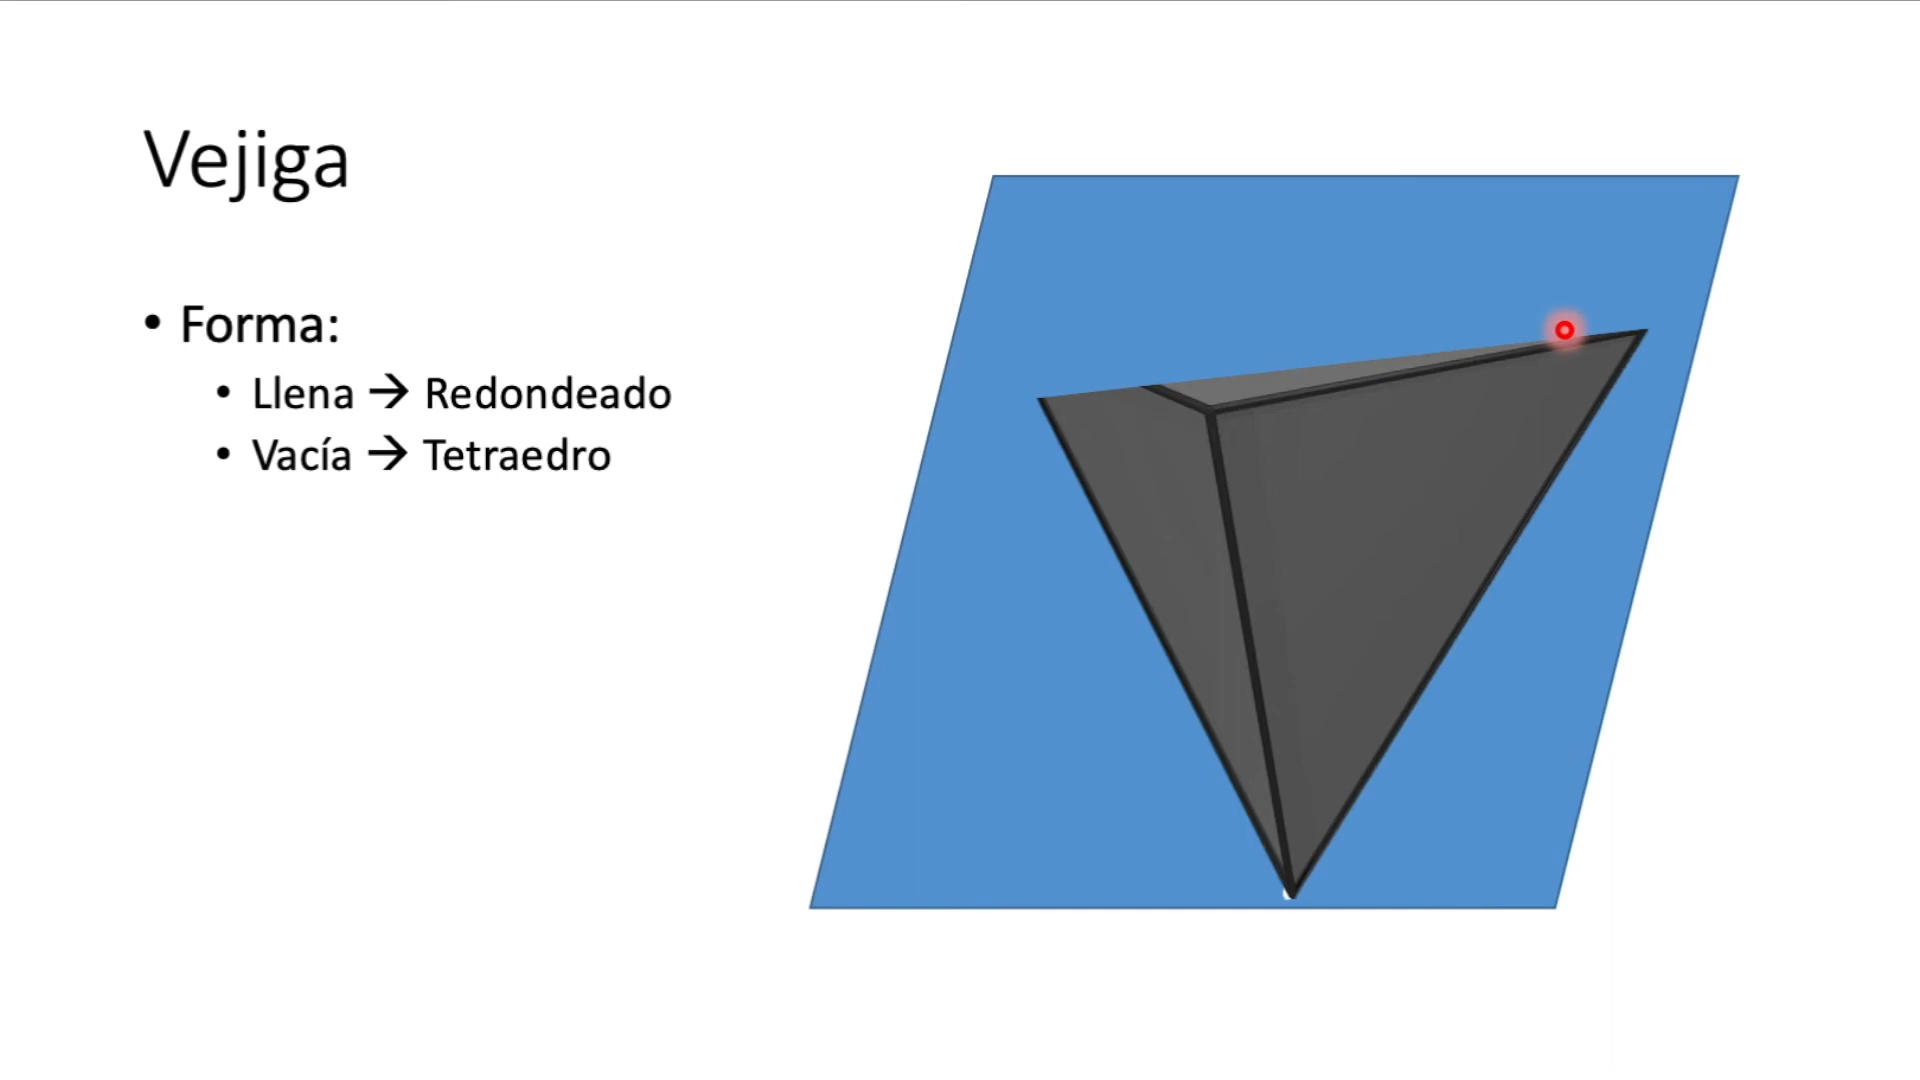 Vejiga
• Forma:
• Llena → Redondeado
• Vacía → Tetraedro